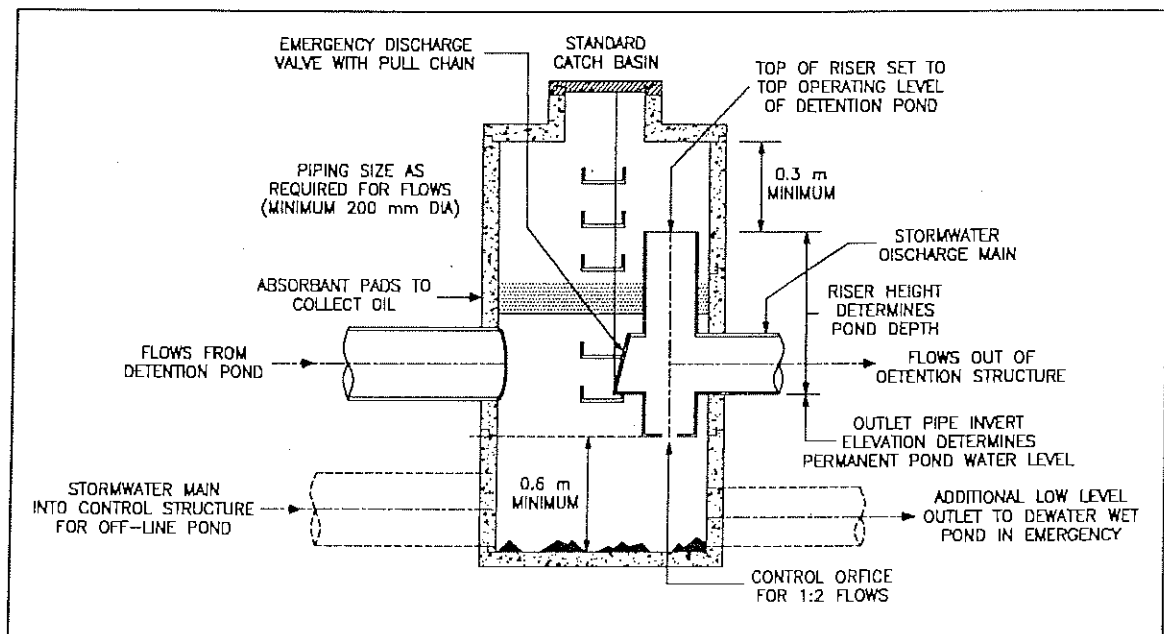 EMERGENCY DISCHARGE
VALVE WITH PULL CHAIN
STANDARD
CATCH BASIN
TOP OF RISER SET TO
TOP OPERATING LEVEL
OF DETENTION POND
PIPING SIZE AS
REQUIRED FOR FLOWS
(MINIMUM 200 mm DIA)
0.3 m
MINIMUM
STORMWATER
DISCHARGE MAIN
ABSORBANT PADS TO
COLLECT OIL
RISER HEIGHT
DETERMINES
POND DEPTH
FLOWS FROM
DETENTION POND
FLOWS OUT OF
DETENTION STRUCTURE
OUTLET PIPE INVERT
ELEVATION DETERMINES
PERMANENT POND WATER LEVEL
STORMWATER MAIN
INTO CONTROL STRUCTURE
FOR OFF-LINE POND
0.6 m
MINIMUM
ADDITIONAL LOW LEVEL
OUTLET TO DEWATER WET
POND IN EMERGENCY
CONTROL ORFICE
FOR 1:2 FLOWS